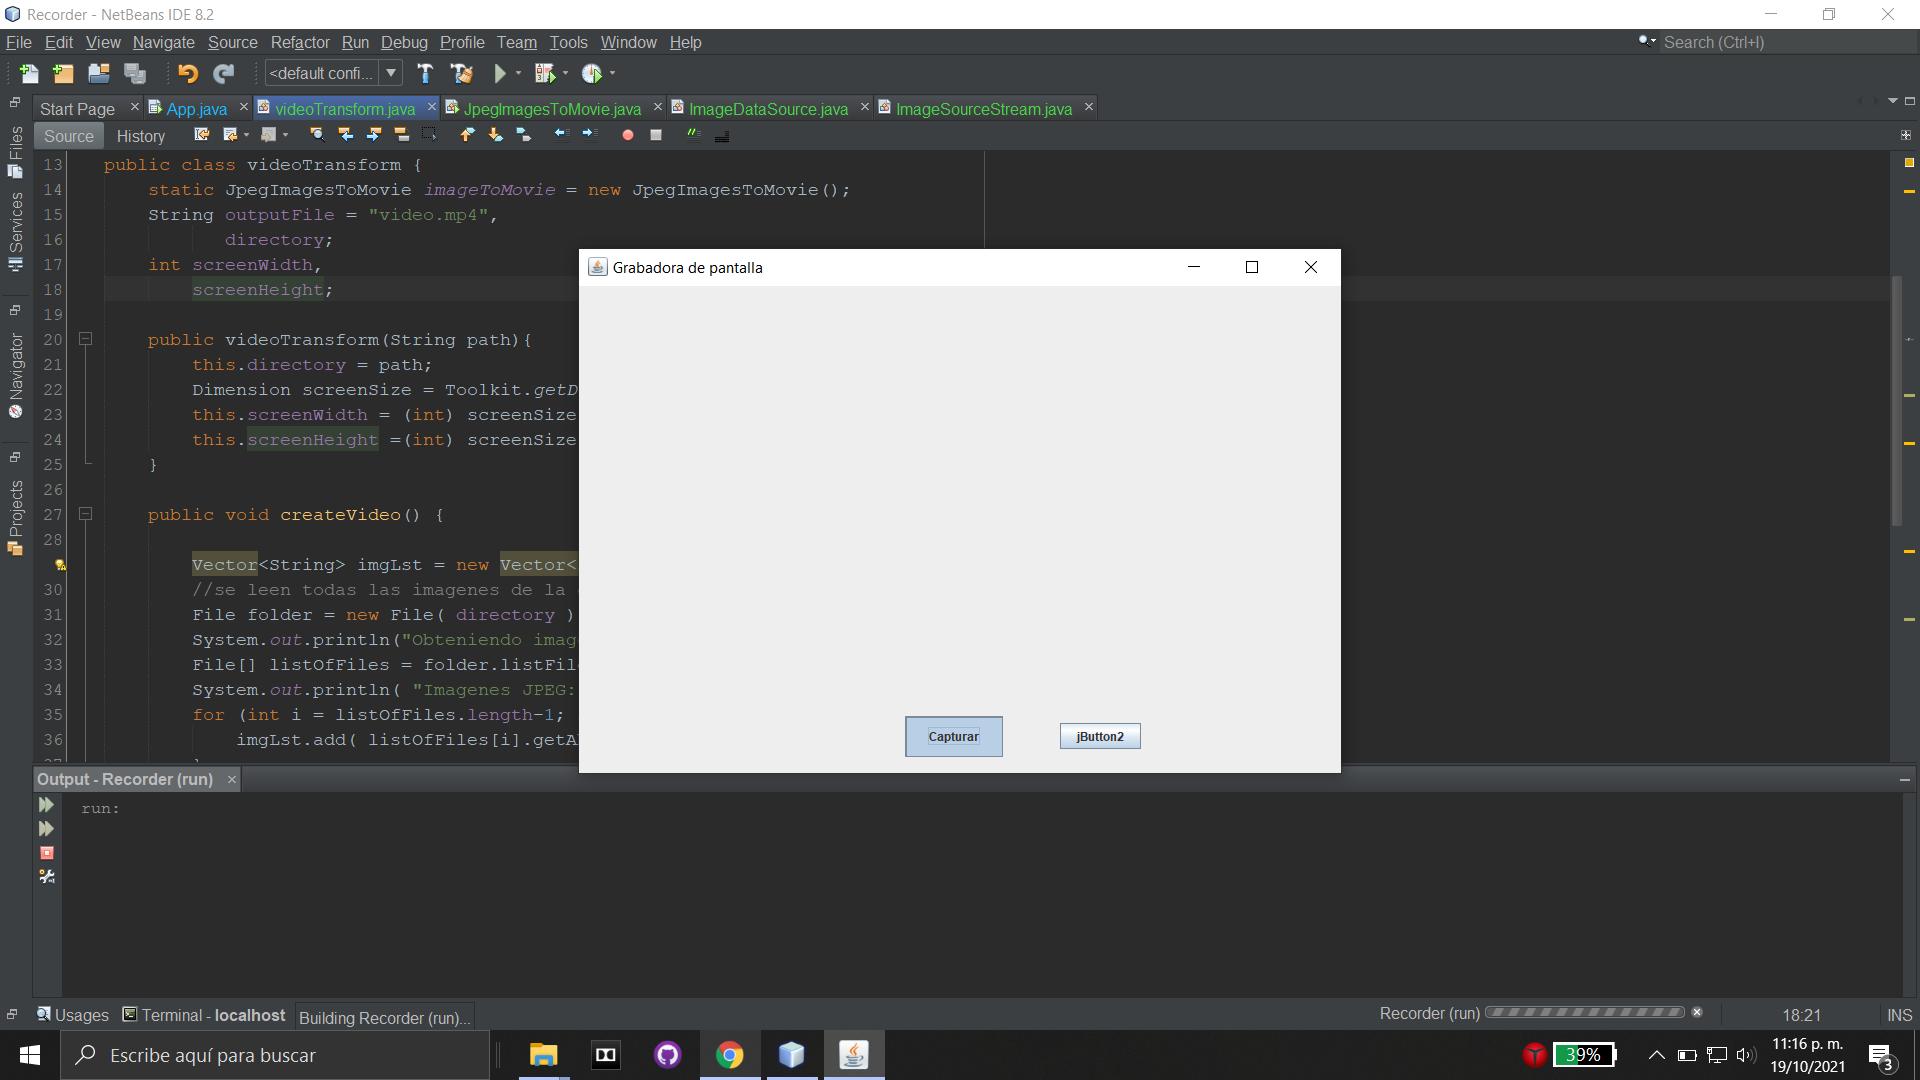 Recorder - NetBeans IDE 8.2
File Edit View Navigate Source Refactor Run Debug Profile Team Tools Window Help
Search (Ctrl+I)
<default confi...
Start Page App.java videoTransform.java JpegImagesToMovie.java ImageDataSource.java ImageSourceStream.java
Source History
Files
Services
Navigator
Projects
13 public class videoTransform {
14 static JpegImagesToMovie imageToMovie = new JpegImagesToMovie();
15 String outputFile = "video.mp4",
16 directory;
17 int screenWidth,
18 screenHeight;
19
20 public videoTransform(String path){
21 this.directory = path;
22 Dimension screenSize = Toolkit.getD
23 this.screenWidth = (int) screenSize
24 this.screenHeight =(int) screenSize
25 }
26
27 public void createVideo() {
28
Vector<String> imgLst = new Vector<
30 //se leen todas las imagenes de la
31 File folder = new File( directory )
32 System.out.println("Obteniendo imag
33 File[] listOfFiles = folder.listFil
34 System.out.println( "Imagenes JPEG:
35 for (int i = listOfFiles.length-1;
36 imgLst.add( listOfFiles[i].getA
Grabadora de pantalla
Capturar
jButton2
Output - Recorder (run)
run:
Usages Terminal - localhost Building Recorder (run)...
Recorder (run)
18:21
INS
Escribe aquí para buscar
39%
11:16 p. m.
19/10/2021
3